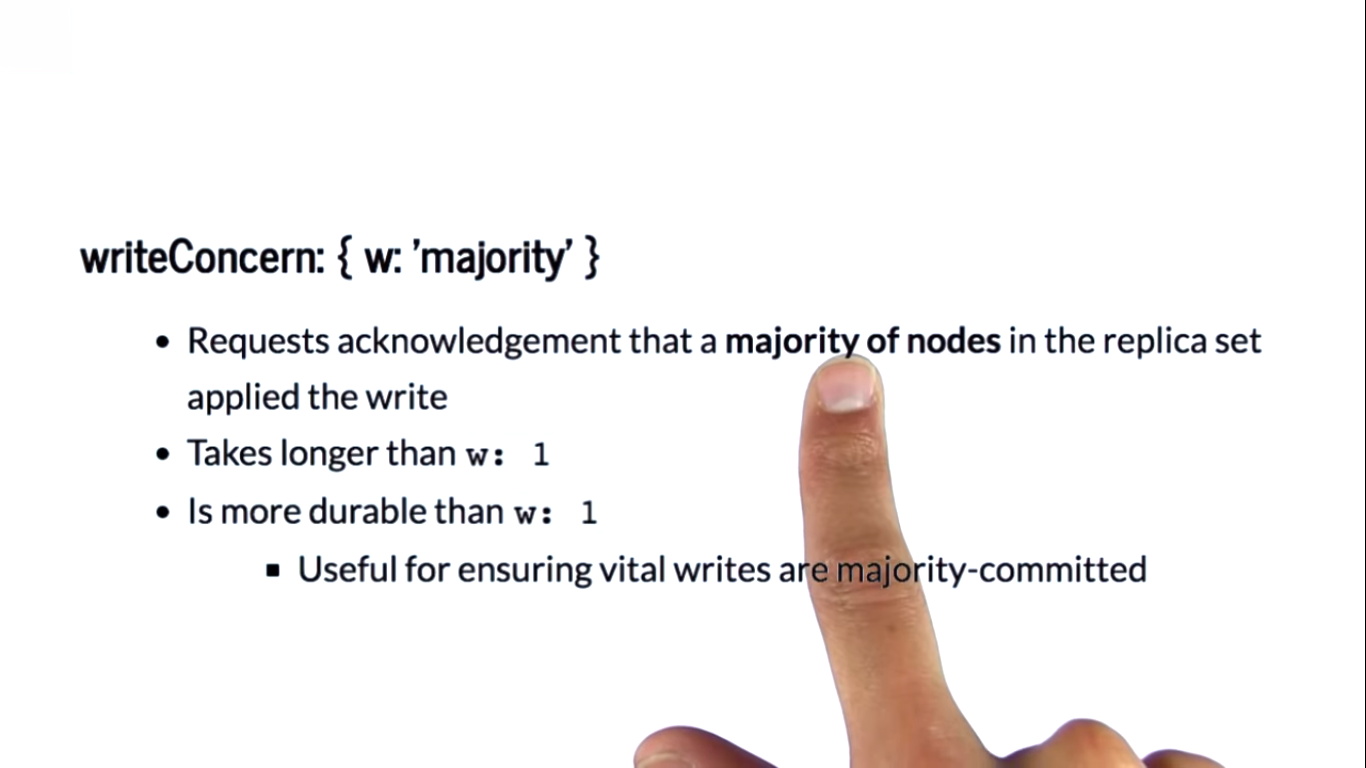 writeConcern: { w: 'majority' }
• Requests acknowledgement that a majority of nodes in the replica set
applied the write
• Takes longer than w: 1
• Is more durable than w: 1
▪ Useful for ensuring vital writes are majority-committed